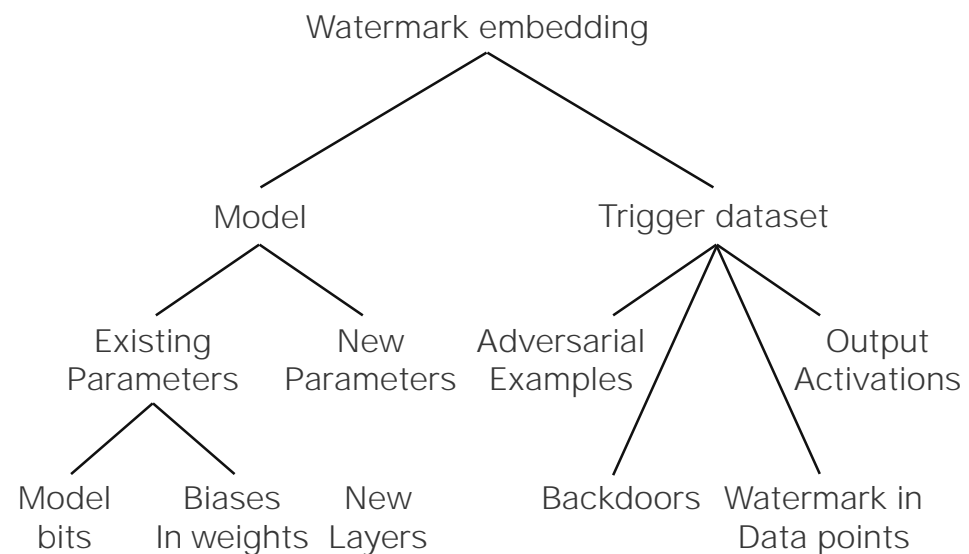 Watermark embedding
Model
Trigger dataset
Existing
Parameters
New
Parameters
Adversarial
Examples
Output
Activations
Model
bits
Biases
In weights
New
Layers
Backdoors
Watermark in
Data points